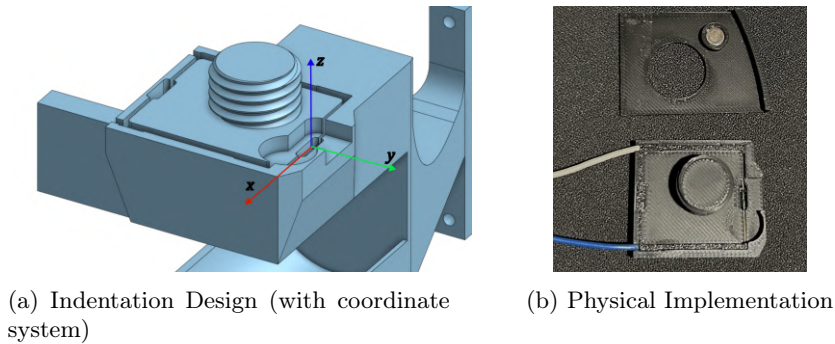 z
y
x
(a) Indentation Design (with coordinate
system)
(b) Physical Implementation